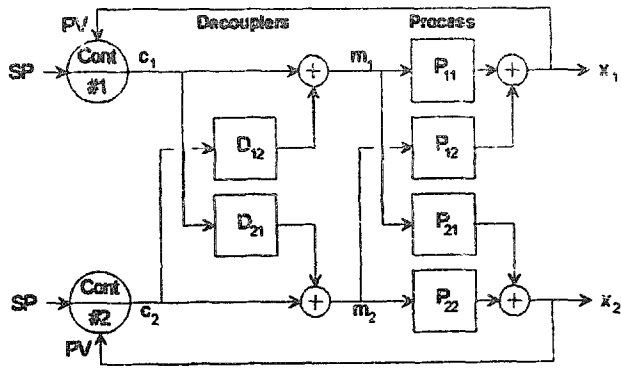 Decouplers Process
PV
SP Cont #1 c₁ + m₁ P₁₁ + x₁
D₁₂ P₁₂
D₂₁ P₂₁
SP Cont #2 c₂ + m₂ P₂₂ + x₂
PV